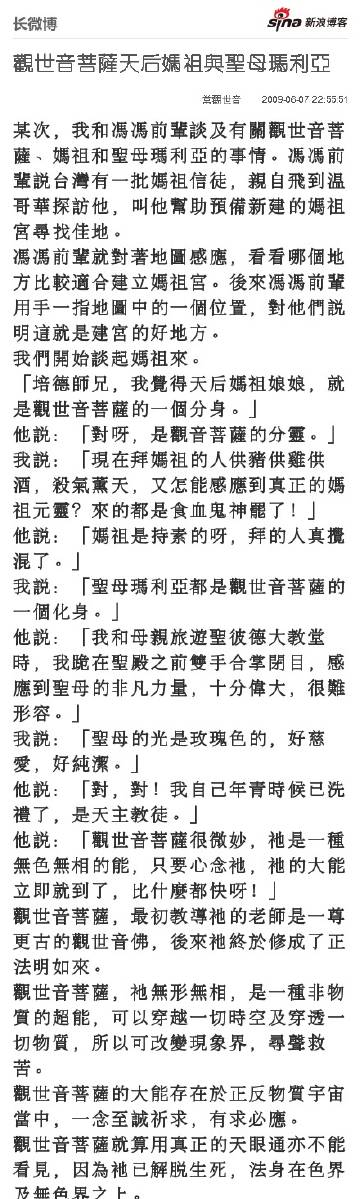 长微博
sina 新浪博客
觀世音菩薩天后媽祖與聖母瑪利亞
2009-06-07 22:55:51
某次，我和馮馮前輩談及有關觀世音菩
薩、媽祖和聖母瑪利亞的事情。馮馮前
輩説台灣有一批媽祖信徒，親自飛到温
哥華探訪他，叫他幫助預備新建的媽祖
宮尋找佳地。
馮馮前輩就對著地圖感應，看看哪個地
方比較適合建立媽祖宮。後來馮馮前輩
用手一指地圖中的一個位置，對他們説
明這就是建宮的好地方。
我們開始談起媽祖來。
「培德師兄，我覺得天后媽祖娘娘，就
是觀世音菩薩的一個分身。」
他説：「對呀，是觀音菩薩的分靈。」
我説：「現在拜媽祖的人供豬供雞供
酒，殺氣薰天，又怎能感應到真正的媽
祖元靈？來的都是食血鬼神罷了！」
他説：「媽祖是持素的呀，拜的人真攪
混了。」
我説：「聖母瑪利亞都是觀世音菩薩的
一個化身。」
他説：「我和母親旅遊聖彼德大教堂
時，我跪在聖殿之前雙手合掌閉目，感
應到聖母的非凡力量，十分偉大，很難
形容。」
我説：「聖母的光是玫瑰色的，好慈
愛，好純潔。」
他説：「對，對！我自己年青時候已洗
禮了，是天主教徒。」
他説：「觀世音菩薩很微妙，祂是一種
無色無相的能，只要心念祂，祂的大能
立即就到了，比什麼都快呀！」
觀世音菩薩，最初教導祂的老師是一尊
更古的觀世音佛，後來祂終於修成了正
法明如來。
觀世音菩薩，祂無形無相，是一種非物
質的超能，可以穿越一切時空及穿透一
切物質，所以可改變現象界，尋聲救
苦。
觀世音菩薩的大能存在於正反物質宇宙
當中，一念至誠祈求，有求必應。
觀世音菩薩就算用真正的天眼通亦不能
看見，因為祂已解脱生死，法身在色界
及無色界之上。